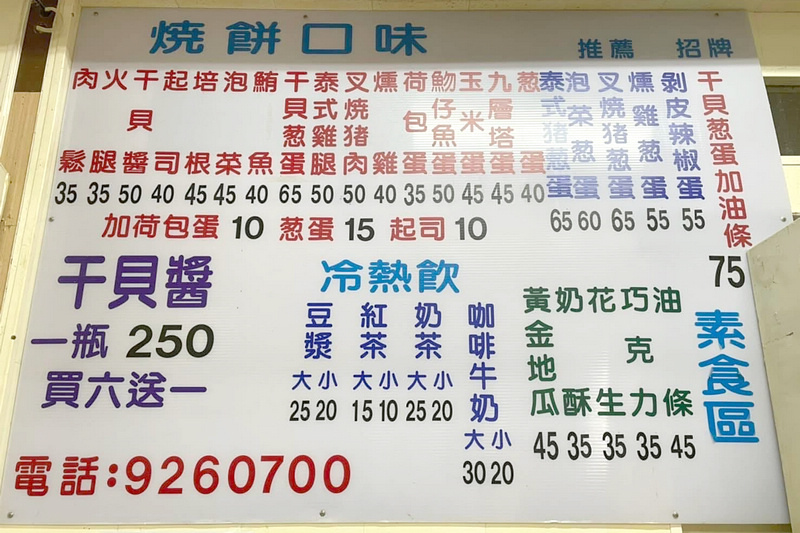 燒餅口味
推薦 招牌
肉鬆 35
火腿 35
干貝醬 50
起司 40
培根 45
泡菜 45
鮪魚 40
干貝葱蛋 65
泰式雞腿 50
叉燒豬肉 50
燻雞 40
荷包蛋 35
魩仔魚蛋 50
玉米蛋 45
九層塔蛋 45
葱蛋 40
泰式豬葱蛋 65
泡菜葱蛋 60
叉燒豬葱蛋 65
燻雞葱蛋 55
剝皮辣椒蛋 55
干貝葱蛋加油條 75
加荷包蛋 10 葱蛋 15 起司 10
干貝醬
一瓶 250
買六送一
冷熱飲
豆漿 大 25 小 20
紅茶 大 15 小 10
奶茶 大 25 小 20
咖啡牛奶 大 30 小 20
黃金地瓜 45
奶酥 35
花生 35
巧克力 35
油條 45
素食區
電話:9260700